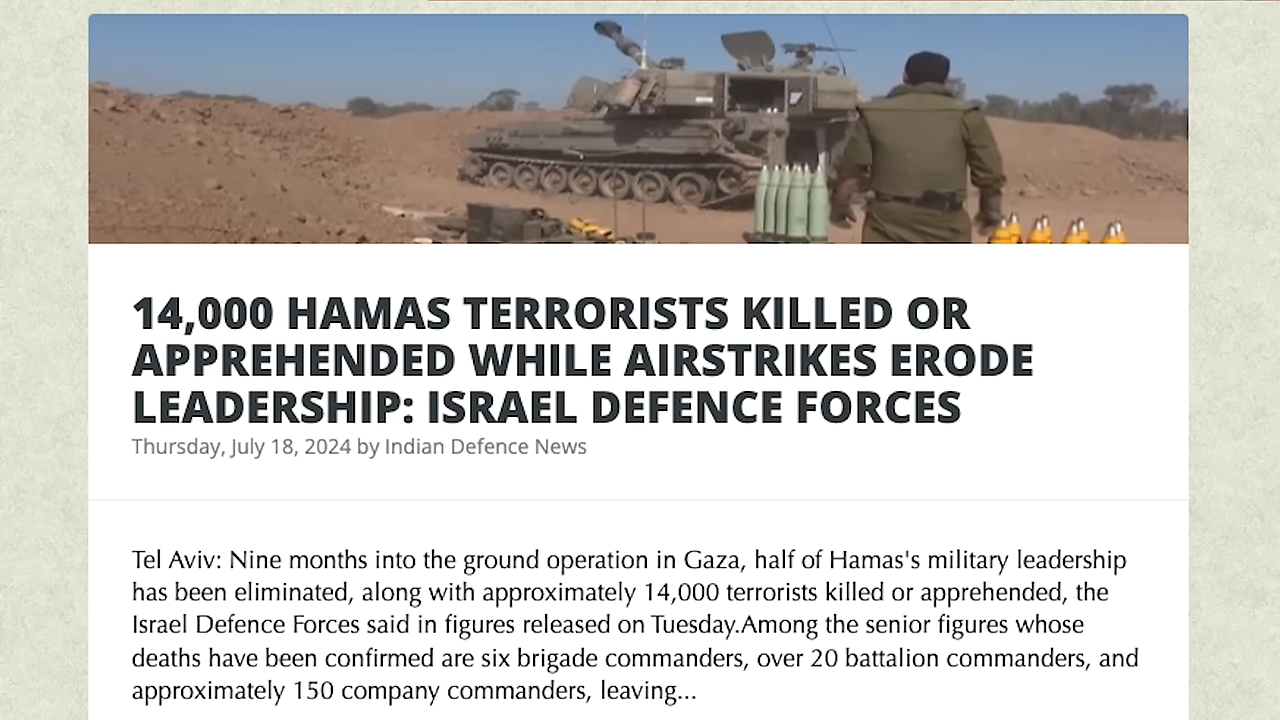 14,000 HAMAS TERRORISTS KILLED OR
APPREHENDED WHILE AIRSTRIKES ERODE
LEADERSHIP: ISRAEL DEFENCE FORCES
Thursday, July 18, 2024 by Indian Defence News
Tel Aviv: Nine months into the ground operation in Gaza, half of Hamas's military leadership
has been eliminated, along with approximately 14,000 terrorists killed or apprehended, the
Israel Defence Forces said in figures released on Tuesday.Among the senior figures whose
deaths have been confirmed are six brigade commanders, over 20 battalion commanders, and
approximately 150 company commanders, leaving...